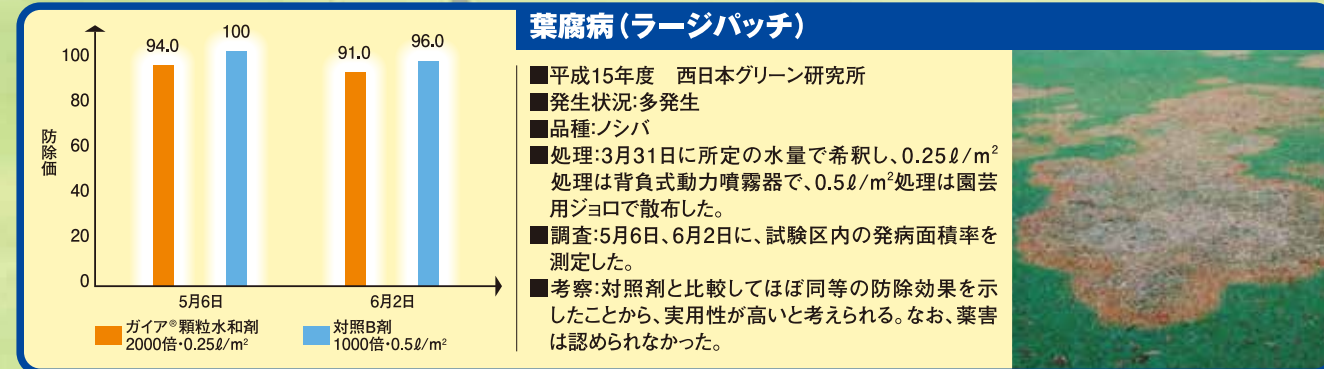 葉腐病(ラージパッチ)
防除価
100
80
60
40
20
0
94.0
100
91.0
96.0
5月6日
6月2日
ガイア®顆粒水和剤
2000倍・0.25ℓ/m²
対照B剤
1000倍・0.5ℓ/m²
■平成15年度 西日本グリーン研究所
■発生状況:多発生
■品種:ノシバ
■処理:3月31日に所定の水量で希釈し、0.25ℓ/m²
処理は背負式動力噴霧器で、0.5ℓ/m²処理は園芸
用ジョロで散布した。
■調査:5月6日、6月2日に、試験区内の発病面積率を
測定した。
■考察:対照剤と比較してほぼ同等の防除効果を示
したことから、実用性が高いと考えられる。なお、薬害
は認められなかった。